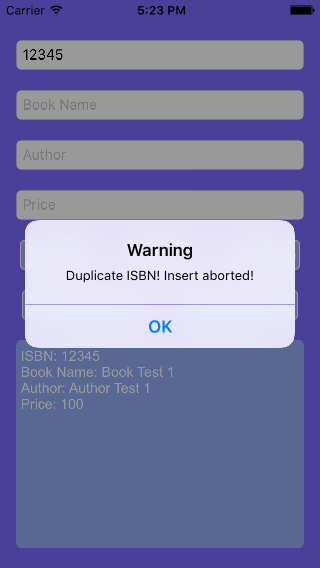 Carrier 5:23 PM
12345
Book Name
Author
Price
Warning
Duplicate ISBN! Insert aborted!
OK
ISBN: 12345
Book Name: Book Test 1
Author: Author Test 1
Price: 100